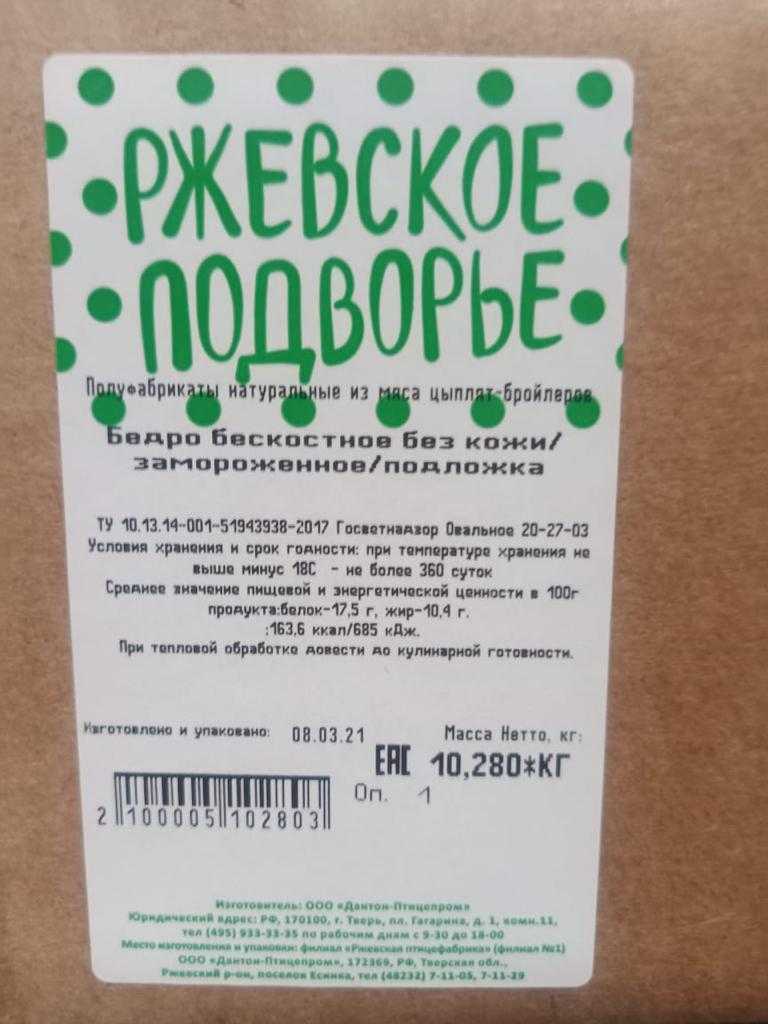 РЖЕВСКОЕ
ПОДВОРЬЕ
Полуфабрикаты натуральные из мяса цыплят-бройлеров
Бедро бескостное без кожи/
замороженное/подложка
ТУ 10.13.14-001-51943938-2017 Госветнадзор Овальное 20-27-03
Условия хранения и срок годности: при температуре хранения не
выше минус 18С - не более 360 суток
Среднее значение пищевой и энергетической ценности в 100г
продукта:белок-17,5 г, жир-10,4 г.
:163,6 ккал/685 кДж.
При тепловой обработке довести до кулинарной готовности.
Изготовлено и упаковано: 08.03.21 Масса Нетто, кг:
ЕАС 10,280*КГ
Оп. 1
2 100005 102803
Изготовитель: ООО «Дантон-Птицепром»
Юридический адрес: РФ, 170100, г. Тверь, пл. Гагарина, д. 1, комн.11,
тел (495) 933-33-35 по рабочим дням с 9-30 до 18-00
Место изготовления и упаковки: филиал «Ржевская птицефабрика» (филиал №1)
ООО «Дантон-Птицепром», 172369, РФ, Тверская обл.,
Ржевский р-он, поселок Есинка, тел (48232) 7-11-05, 7-11-29